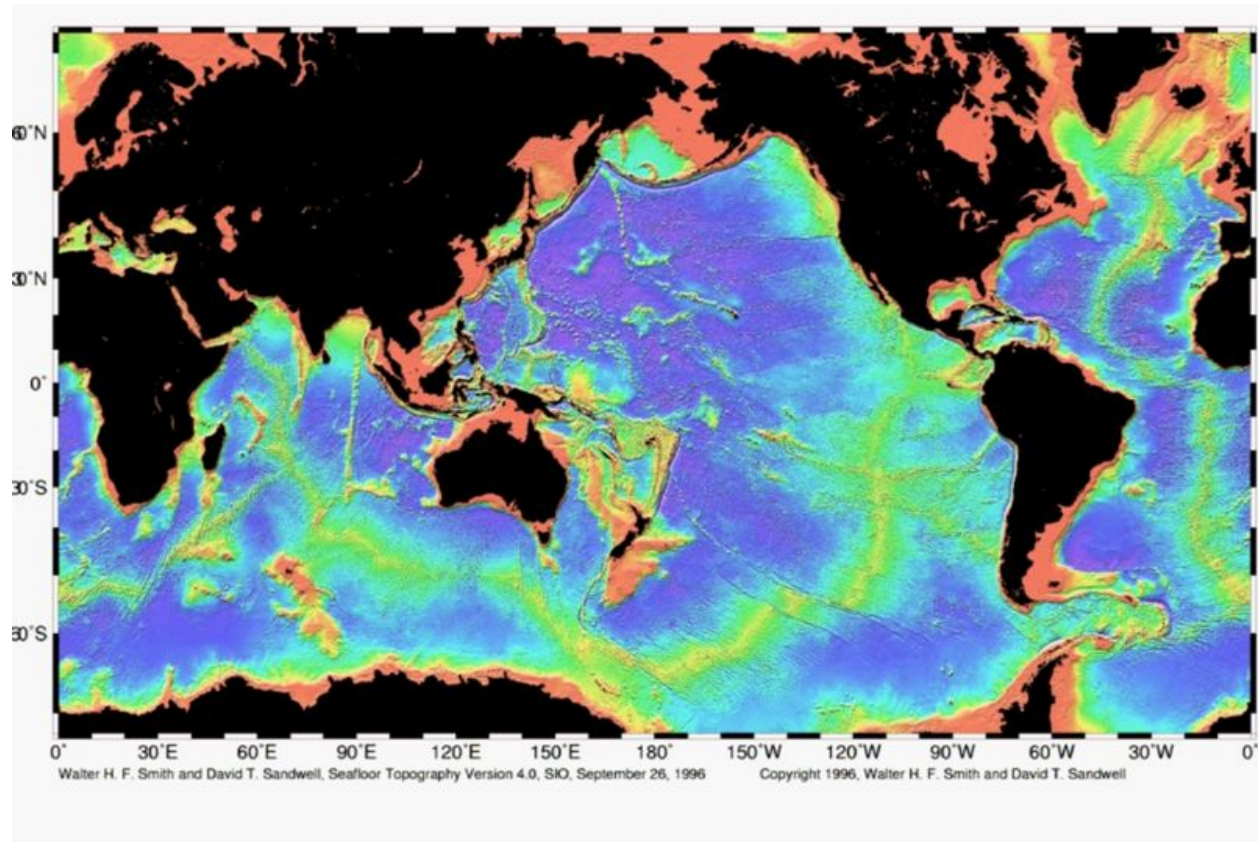 60°N
30°N
0°
30°S
60°S
0° 30°E 60°E 90°E 120°E 150°E 180° 150°W 120°W 90°W 60°W 30°W 0°
Walter H. F. Smith and David T. Sandwell, Seafloor Topography Version 4.0, SIO, September 26, 1996 Copyright 1996, Walter H. F. Smith and David T. Sandwell